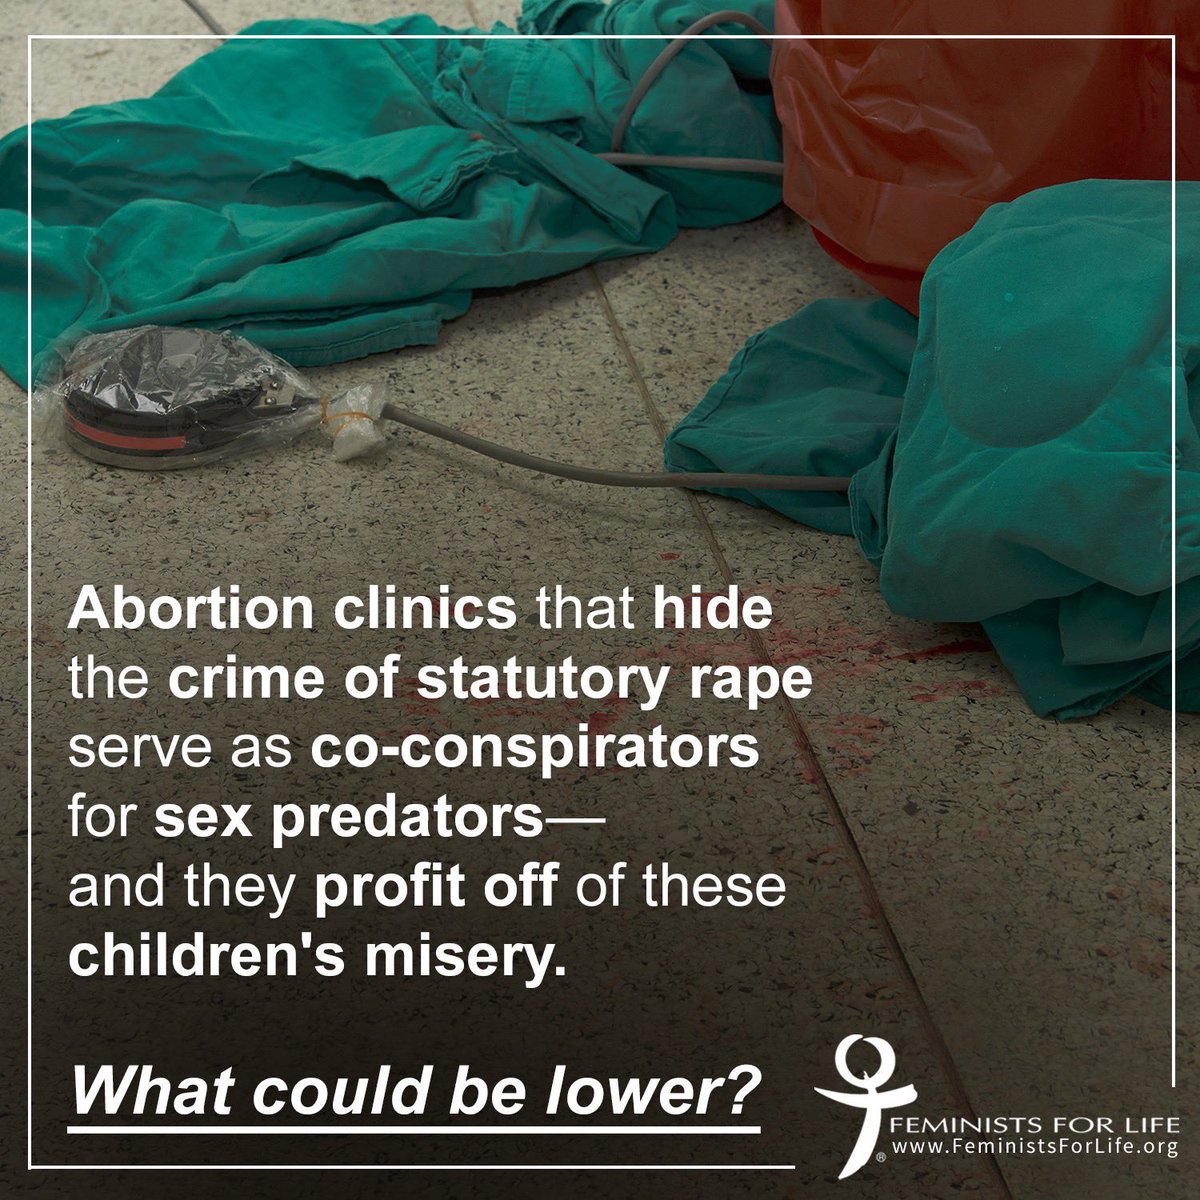 Abortion clinics that hide
the crime of statutory rape
serve as co-conspirators
for sex predators—
and they profit off of these
children's misery.
What could be lower?
FEMINISTS FOR LIFE
®
www.FeministsForLife.org